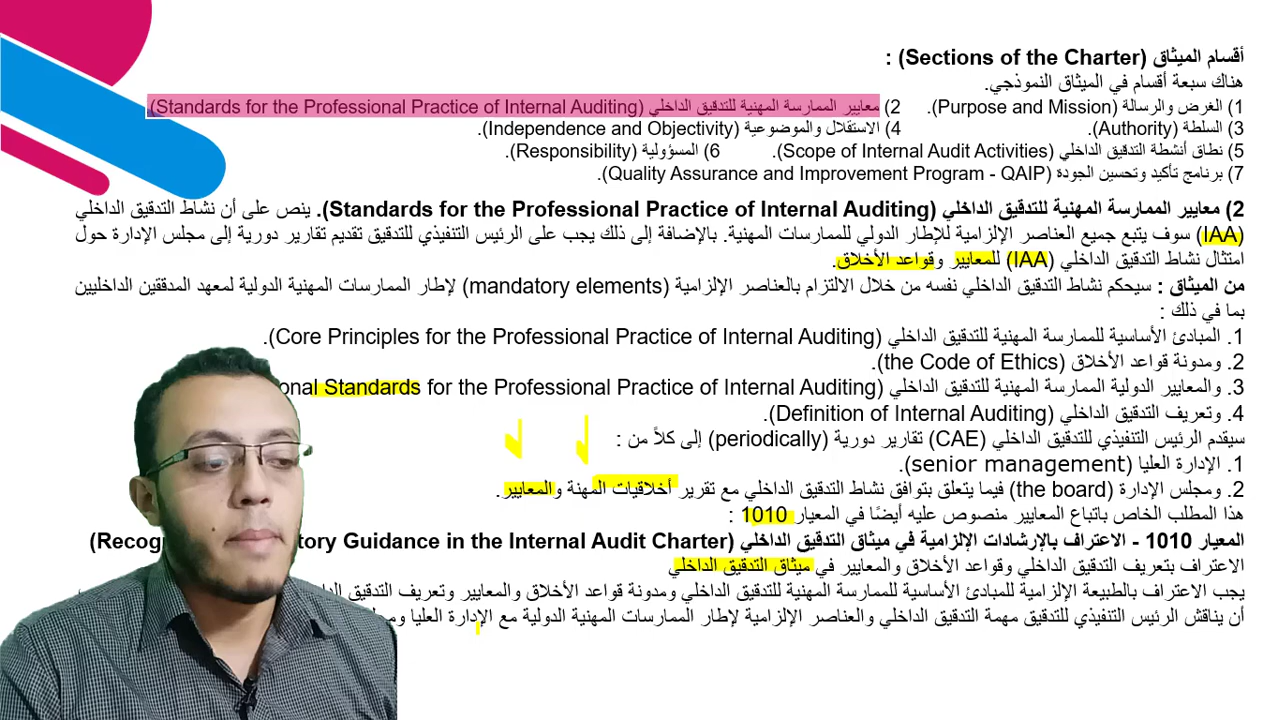 أقسام الميثاق (Sections of the Charter) :
هناك سبعة أقسام في الميثاق النموذجي.
1) الغرض والرسالة (Purpose and Mission). 2) معايير الممارسة المهنية للتدقيق الداخلي (Standards for the Professional Practice of Internal Auditing).
3) السلطة (Authority). 4) الاستقلال والموضوعية (Independence and Objectivity).
5) نطاق أنشطة التدقيق الداخلي (Scope of Internal Audit Activities). 6) المسؤولية (Responsibility).
7) برنامج تأكيد وتحسين الجودة (Quality Assurance and Improvement Program - QAIP).
2) معايير الممارسة المهنية للتدقيق الداخلي (Standards for the Professional Practice of Internal Auditing). ينص على أن نشاط التدقيق الداخلي
(IAA) سوف يتبع جميع العناصر الإلزامية للإطار الدولي للممارسات المهنية. بالإضافة إلى ذلك يجب على الرئيس التنفيذي للتدقيق تقديم تقارير دورية إلى مجلس الإدارة حول
امتثال نشاط التدقيق الداخلي (IAA) للمعايير وقواعد الأخلاق.
من الميثاق : سيحكم نشاط التدقيق الداخلي نفسه من خلال الالتزام بالعناصر الإلزامية (mandatory elements) لإطار الممارسات المهنية الدولية لمعهد المدققين الداخليين
بما في ذلك :
1. المبادئ الأساسية للممارسة المهنية للتدقيق الداخلي (Core Principles for the Professional Practice of Internal Auditing).
2. ومدونة قواعد الأخلاق (the Code of Ethics).
3. والمعايير الدولية الممارسة المهنية للتدقيق الداخلي onal Standards for the Professional Practice of Internal Auditing)
4. وتعريف التدقيق الداخلي (Definition of Internal Auditing).
سيقدم الرئيس التنفيذي للتدقيق الداخلي (CAE) تقارير دورية (periodically) إلى كلاً من :
1. الإدارة العليا (senior management).
2. ومجلس الإدارة (the board) فيما يتعلق بتوافق نشاط التدقيق الداخلي مع تقرير أخلاقيات المهنة والمعايير.
هذا المطلب الخاص باتباع المعايير منصوص عليه أيضًا في المعيار 1010 :
المعيار 1010 - الاعتراف بالإرشادات الإلزامية في ميثاق التدقيق الداخلي (Recog tory Guidance in the Internal Audit Charter)
الاعتراف بتعريف التدقيق الداخلي وقواعد الأخلاق والمعايير في ميثاق التدقيق الداخلي
يجب الاعتراف بالطبيعة الإلزامية للمبادئ الأساسية للممارسة المهنية للتدقيق الداخلي ومدونة قواعد الأخلاق والمعايير وتعريف التدقيق
أن يناقش الرئيس التنفيذي للتدقيق مهمة التدقيق الداخلي والعناصر الإلزامية لإطار الممارسات المهنية الدولية مع الإدارة العليا